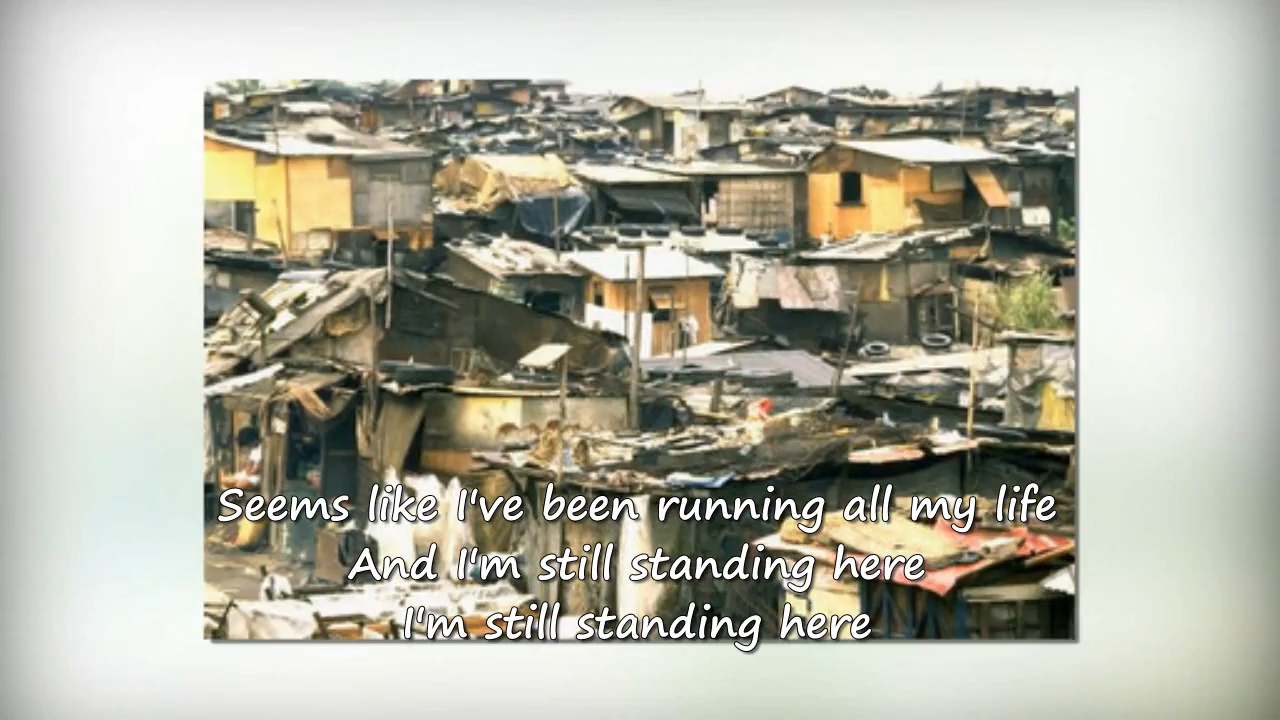 Seems like I've been running all my life
And I'm still standing here
I'm still standing here